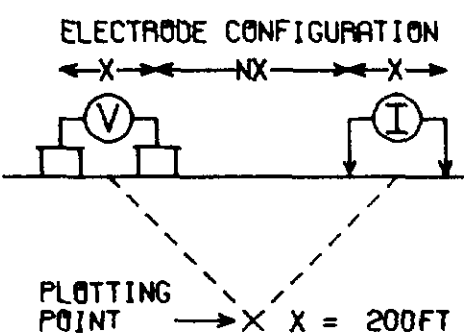 ELECTRODE CONFIGURATION
X NX X
V I
PLOTTING
POINT X X = 200FT